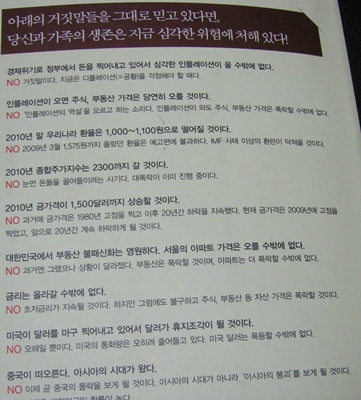 아래의 거짓말들을 그대로 믿고 있다면,
당신과 가족의 생존은 지금 심각한 위험에 처해 있다!
경제위기로 정부에서 돈을 찍어내고 있어서 심각한 인플레이션이 올 수밖에 없다.
NO 거짓말이다. 지금은 디플레이션(=공황)을 걱정해야 할 때다.
인플레이션이 오면 주식, 부동산 가격은 당연히 오를 것이다.
NO '인플레이션의 역설'을 모르고 하는 소리다. 인플레이션이 와도 주식, 부동산 가격은 폭락할 수밖에 없다.
2010년 말 우리나라 환율은 1,000~1,100원으로 떨어질 것이다.
NO 2009년 3월 1,575원까지 올랐던 환율은 예고편에 불과하다. IMF 사태 이상의 환란이 닥쳐올 것이다.
2010년 종합주가지수는 2300까지 갈 것이다.
NO 눈먼 돈들을 끌어들이려는 사기다. 대폭락이 이미 진행 중이다.
2010년 금가격이 1,500달러까지 상승할 것이다.
NO 과거에 금가격은 1980년 고점을 찍고 이후 20년간 하락을 지속했다. 현재 금가격은 2009년에 고점을
찍었고, 앞으로 20년간 계속 하락하게 될 것이다.
대한민국에서 부동산 불패신화는 영원하다. 서울의 아파트 가격은 오를 수밖에 없다.
NO 과거엔 그랬으나 상황이 달라졌다. 부동산은 폭락할 것이며, 아파트는 더 폭락할 수밖에 없다.
금리는 올라갈 수밖에 없다.
NO 초저금리가 지속될 것이다. 하지만 그럼에도 불구하고 주식, 부동산 등 자산 가격은 폭락할 것이다.
미국이 달러를 마구 찍어내고 있어서 달러가 휴지조각이 될 것이다.
NO 오해일 뿐이다. 미국의 통화량은 오히려 줄어들고 있다. 미국 달러는 폭등할 수밖에 없다.
중국이 떠오른다. 아시아의 시대가 왔다.
NO 이제 곧 중국의 몰락을 보게 될 것이다. 아시아의 시대가 아니라 '아시아의 붕괴'를 보게 될 것이다.